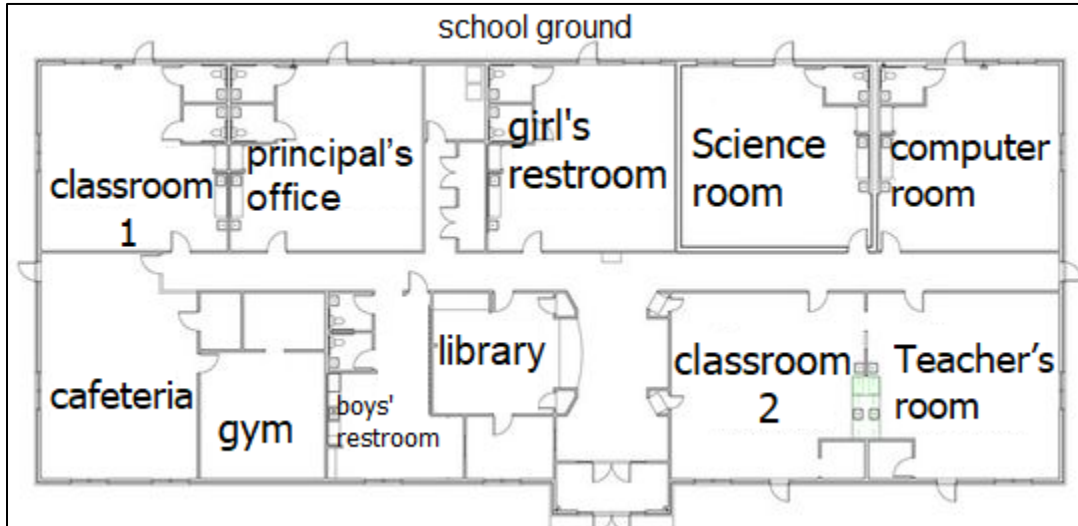 school ground
classroom
1
principal's
office
girl's
restroom
Science
room
computer
room
cafeteria
gym
boys'
restroom
library
classroom
2
Teacher's
room